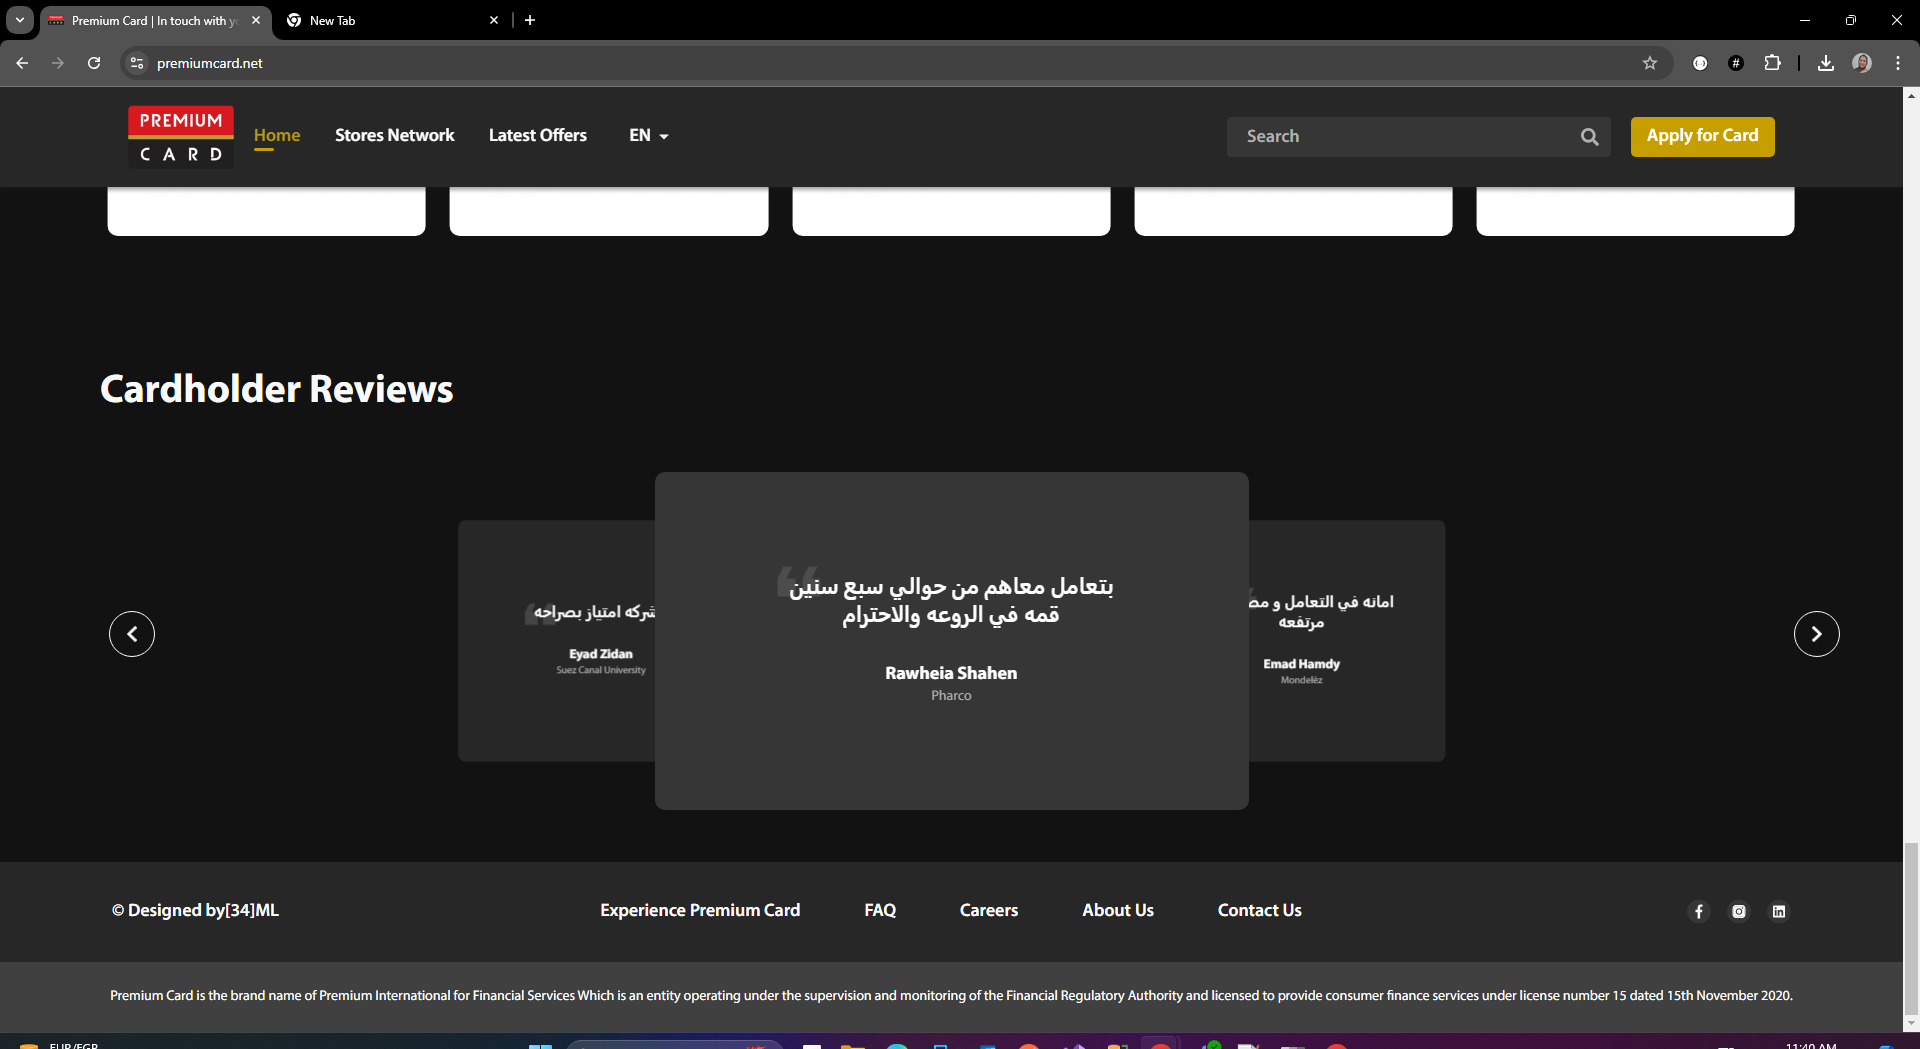 Premium Card | In touch with y
New Tab
premiumcard.net
PREMIUM
CARD
Home
Stores Network
Latest Offers
EN
Search
Apply for Card
Cardholder Reviews
شركه امتياز بصراحه
Eyad Zidan
Suez Canal University
بتعامل معاهم من حوالي سبع سنين
قمه في الروعه والاحترام
Rawheia Shahen
Pharco
امانه في التعامل و
مرتفعه
Emad Hamdy
Mondelēz
© Designed by[34]ML
Experience Premium Card
FAQ
Careers
About Us
Contact Us
Premium Card is the brand name of Premium International for Financial Services Which is an entity operating under the supervision and monitoring of the Financial Regulatory Authority and licensed to provide consumer finance services under license number 15 dated 15th November 2020.
EUR/EGP
11:40 AM